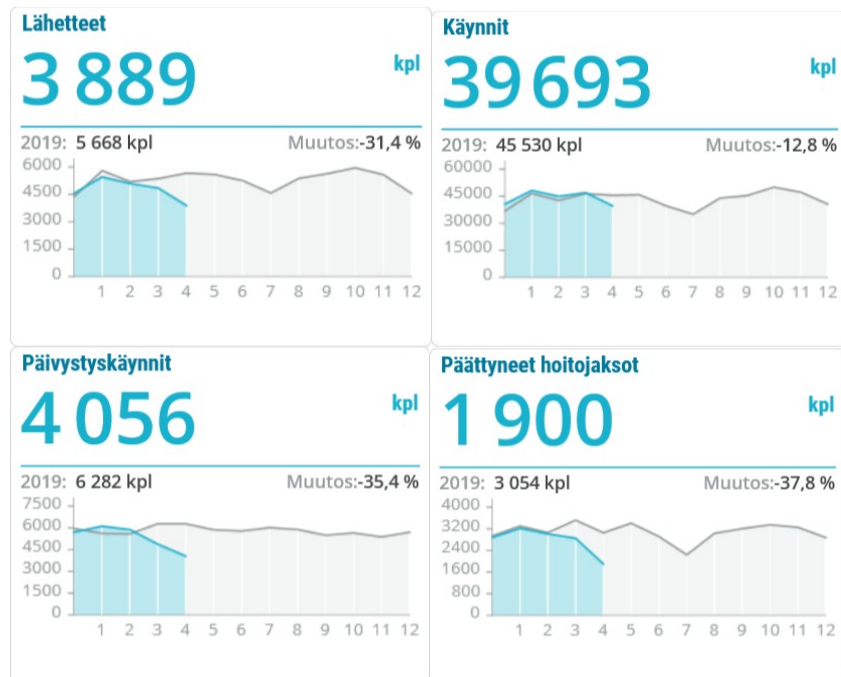 Lähetteet
3 889 kpl
2019: 5 668 kpl Muutos:-31,4 %
6000
4500
3000
1500
0
1 2 3 4 5 6 7 8 9 10 11 12
Käynnit
39 693 kpl
2019: 45 530 kpl Muutos:-12,8 %
60000
45000
30000
15000
0
1 2 3 4 5 6 7 8 9 10 11 12
Päivystyskäynnit
4 056 kpl
2019: 6 282 kpl Muutos:-35,4 %
7500
6000
4500
3000
1500
0
1 2 3 4 5 6 7 8 9 10 11 12
Päättyneet hoitojaksot
1 900 kpl
2019: 3 054 kpl Muutos:-37,8 %
4000
3200
2400
1600
800
0
1 2 3 4 5 6 7 8 9 10 11 12